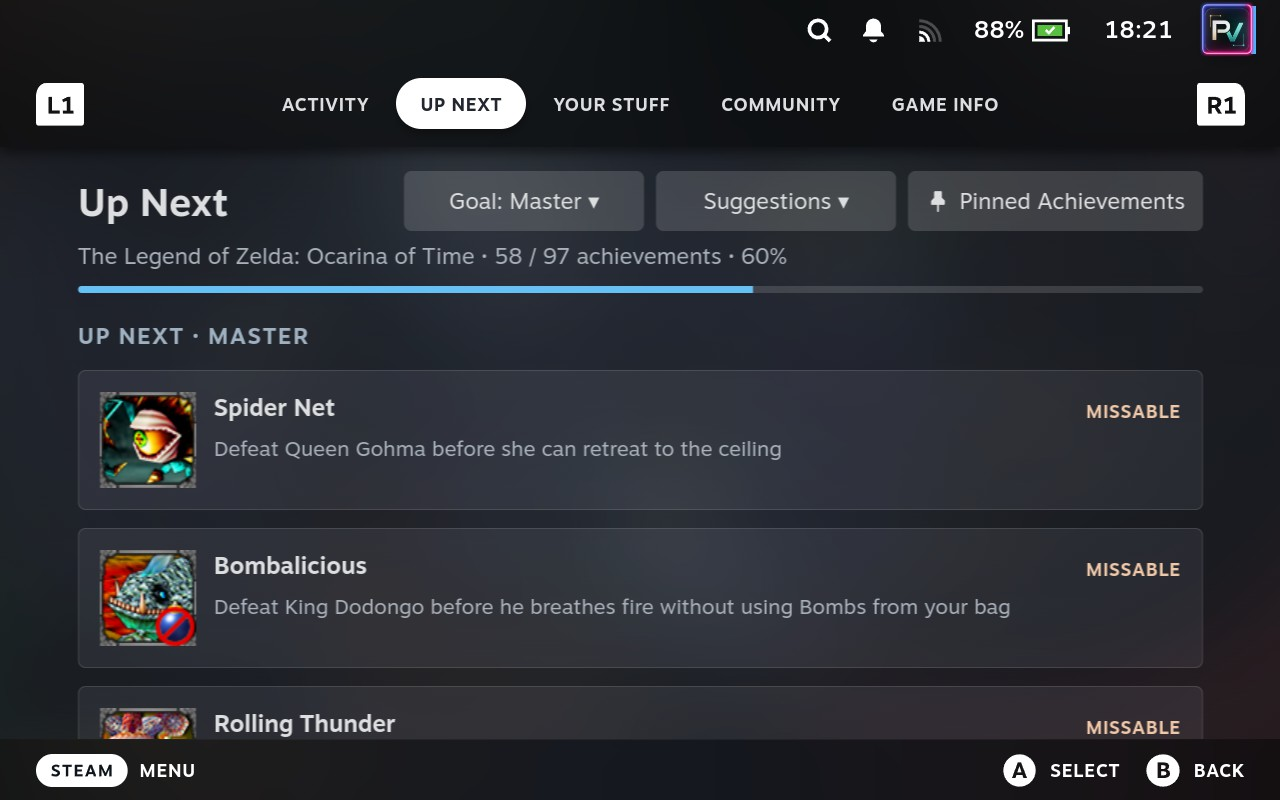 88% 18:21 PV
L1 ACTIVITY UP NEXT YOUR STUFF COMMUNITY GAME INFO R1
Up Next Goal: Master ▾ Suggestions ▾ Pinned Achievements
The Legend of Zelda: Ocarina of Time · 58 / 97 achievements · 60%
UP NEXT · MASTER
Spider Net MISSABLE
Defeat Queen Gohma before she can retreat to the ceiling
Bombalicious MISSABLE
Defeat King Dodongo before he breathes fire without using Bombs from your bag
Rolling Thunder MISSABLE
STEAM MENU A SELECT B BACK